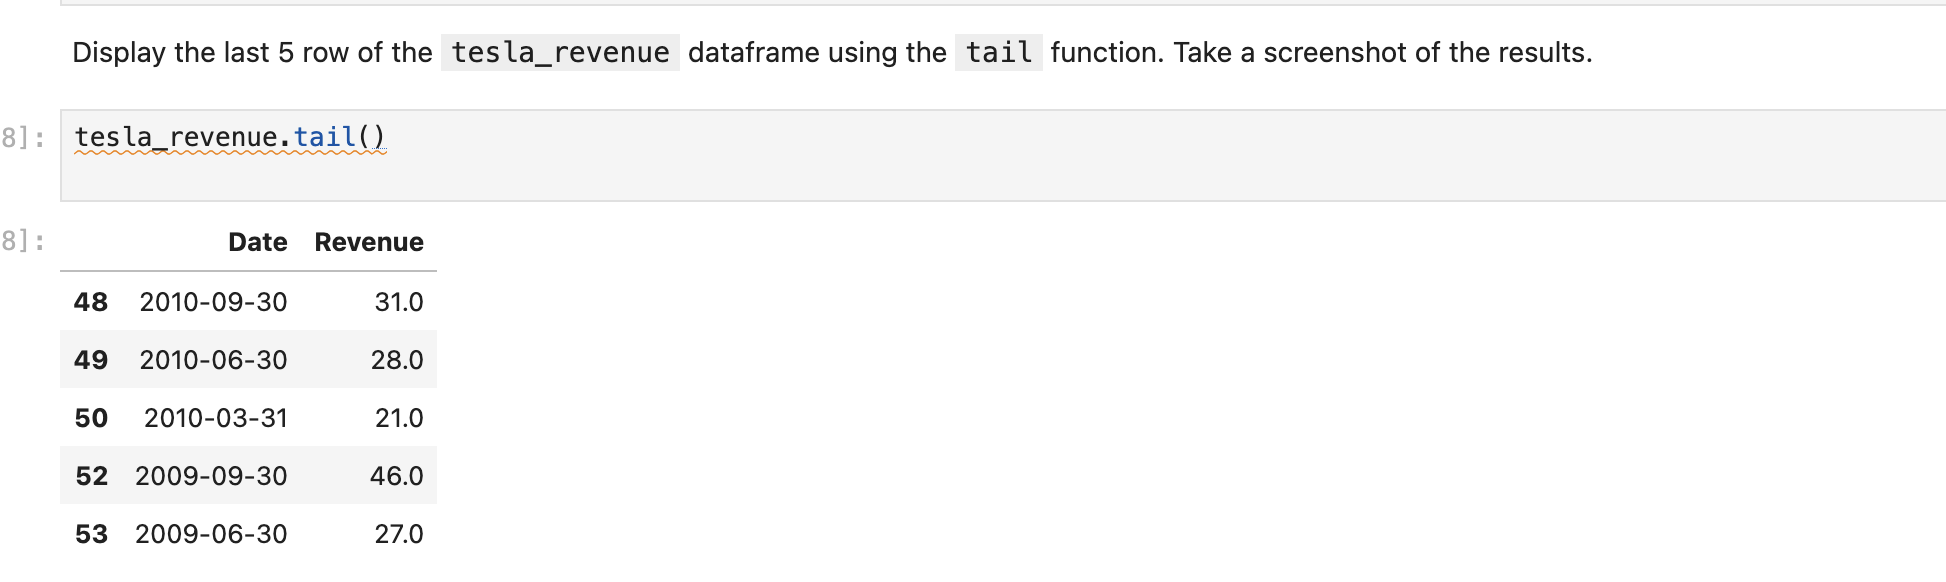 Display the last 5 row of the tesla_revenue dataframe using the tail function. Take a screenshot of the results.
8]: tesla_revenue.tail()
8]: Date Revenue
48 2010-09-30 31.0
49 2010-06-30 28.0
50 2010-03-31 21.0
52 2009-09-30 46.0
53 2009-06-30 27.0